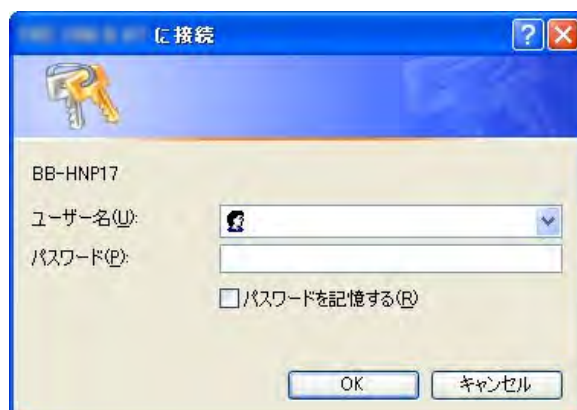 に接続
BB-HNP17
ユーザー名(U):
パスワード(P):
パスワードを記憶する(R)
OK キャンセル